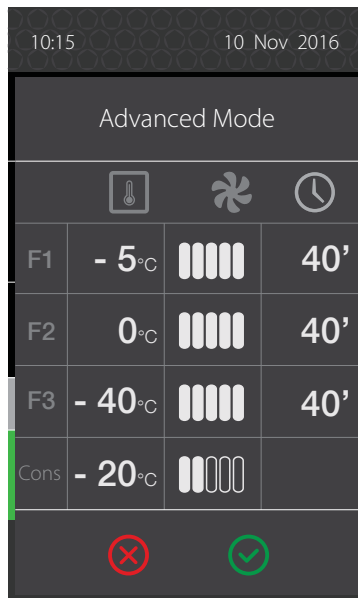 10:15 10 Nov 2016
Advanced Mode
F1 - 5°C 40’
F2 0°C 40’
F3 - 40°C 40’
Cons - 20°C